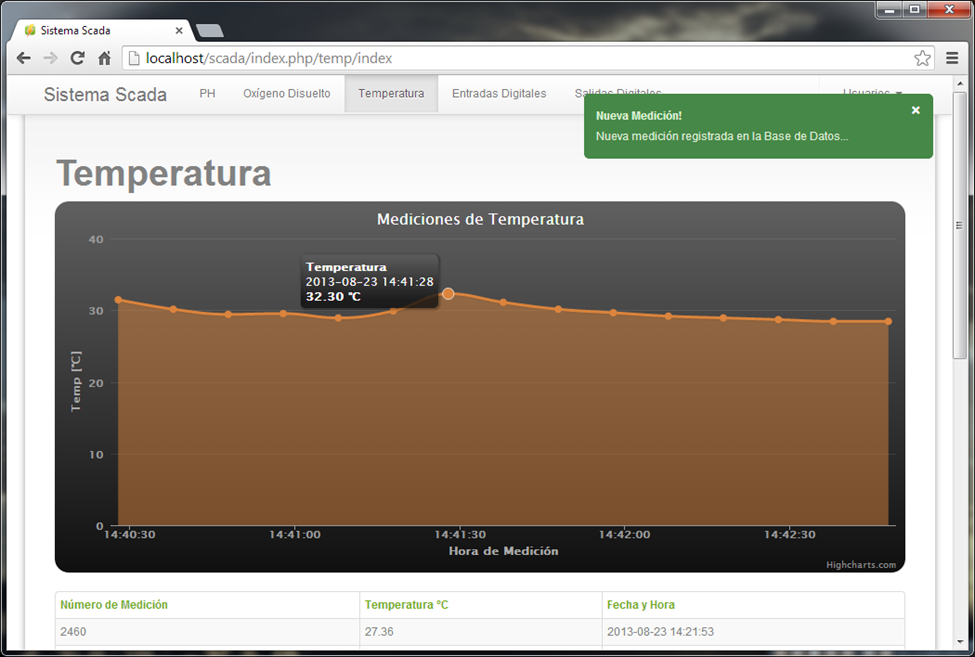 Sistema Scada
localhost/scada/index.php/temp/index
Sistema Scada PH Oxígeno Disuelto Temperatura Entradas Digitales Salidas Digitales Usuarios
Nueva Medición!
Nueva medición registrada en la Base de Datos...
Temperatura
Mediciones de Temperatura
40
Temperatura
2013-08-23 14:41:28
32.30 ℃
30
Temp [℃]
20
10
0
14:40:30 14:41:00 14:41:30 14:42:00 14:42:30
Hora de Medición
Highcharts.com
Número de Medición Temperatura ºC Fecha y Hora
2460 27.36 2013-08-23 14:21:53